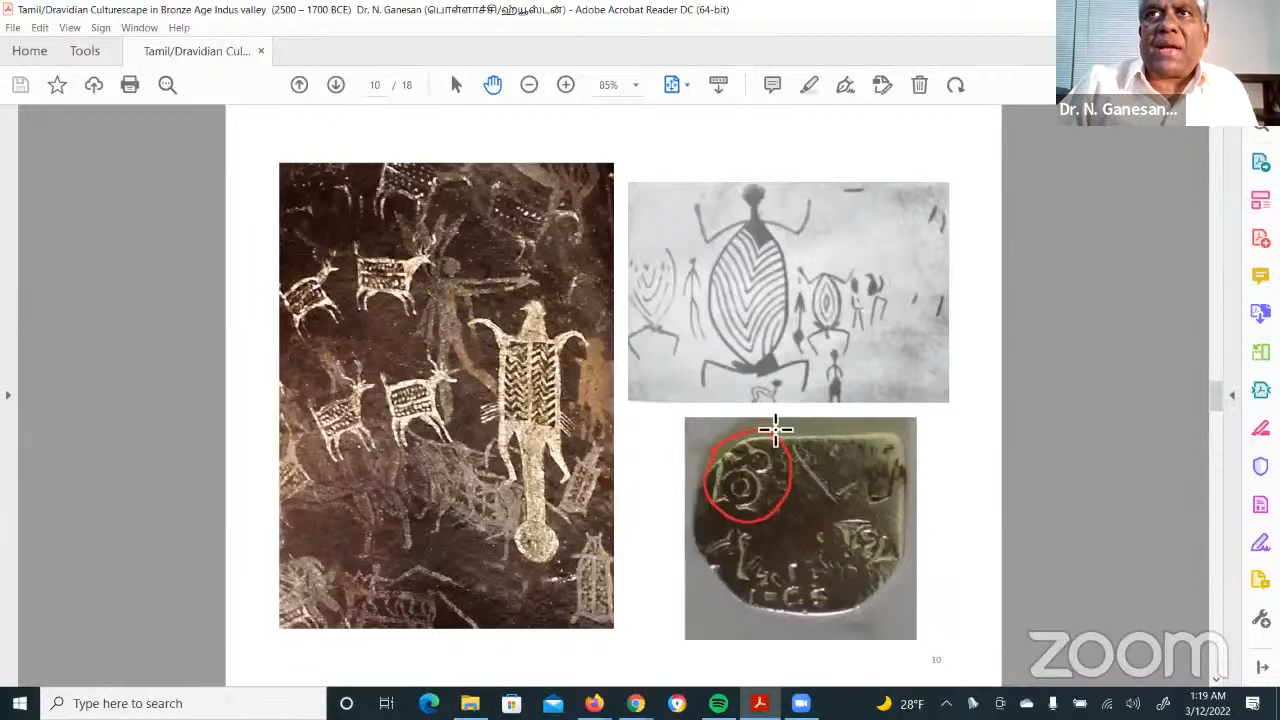 Tamil/Dravidian Culturescape in Bronze Age Indus valley (2500 – 1700 BCE) Dr. N. Ganesan - Adobe Acrobat Reader DC (64-bit)
File Edit View Sign Window Help
Home Tools Tamil/Dravidian Cul... ×
/ 18 85%
Dr. N. Ganesan...
10
zoom
Type here to search
28°F
1:19 AM
3/12/2022